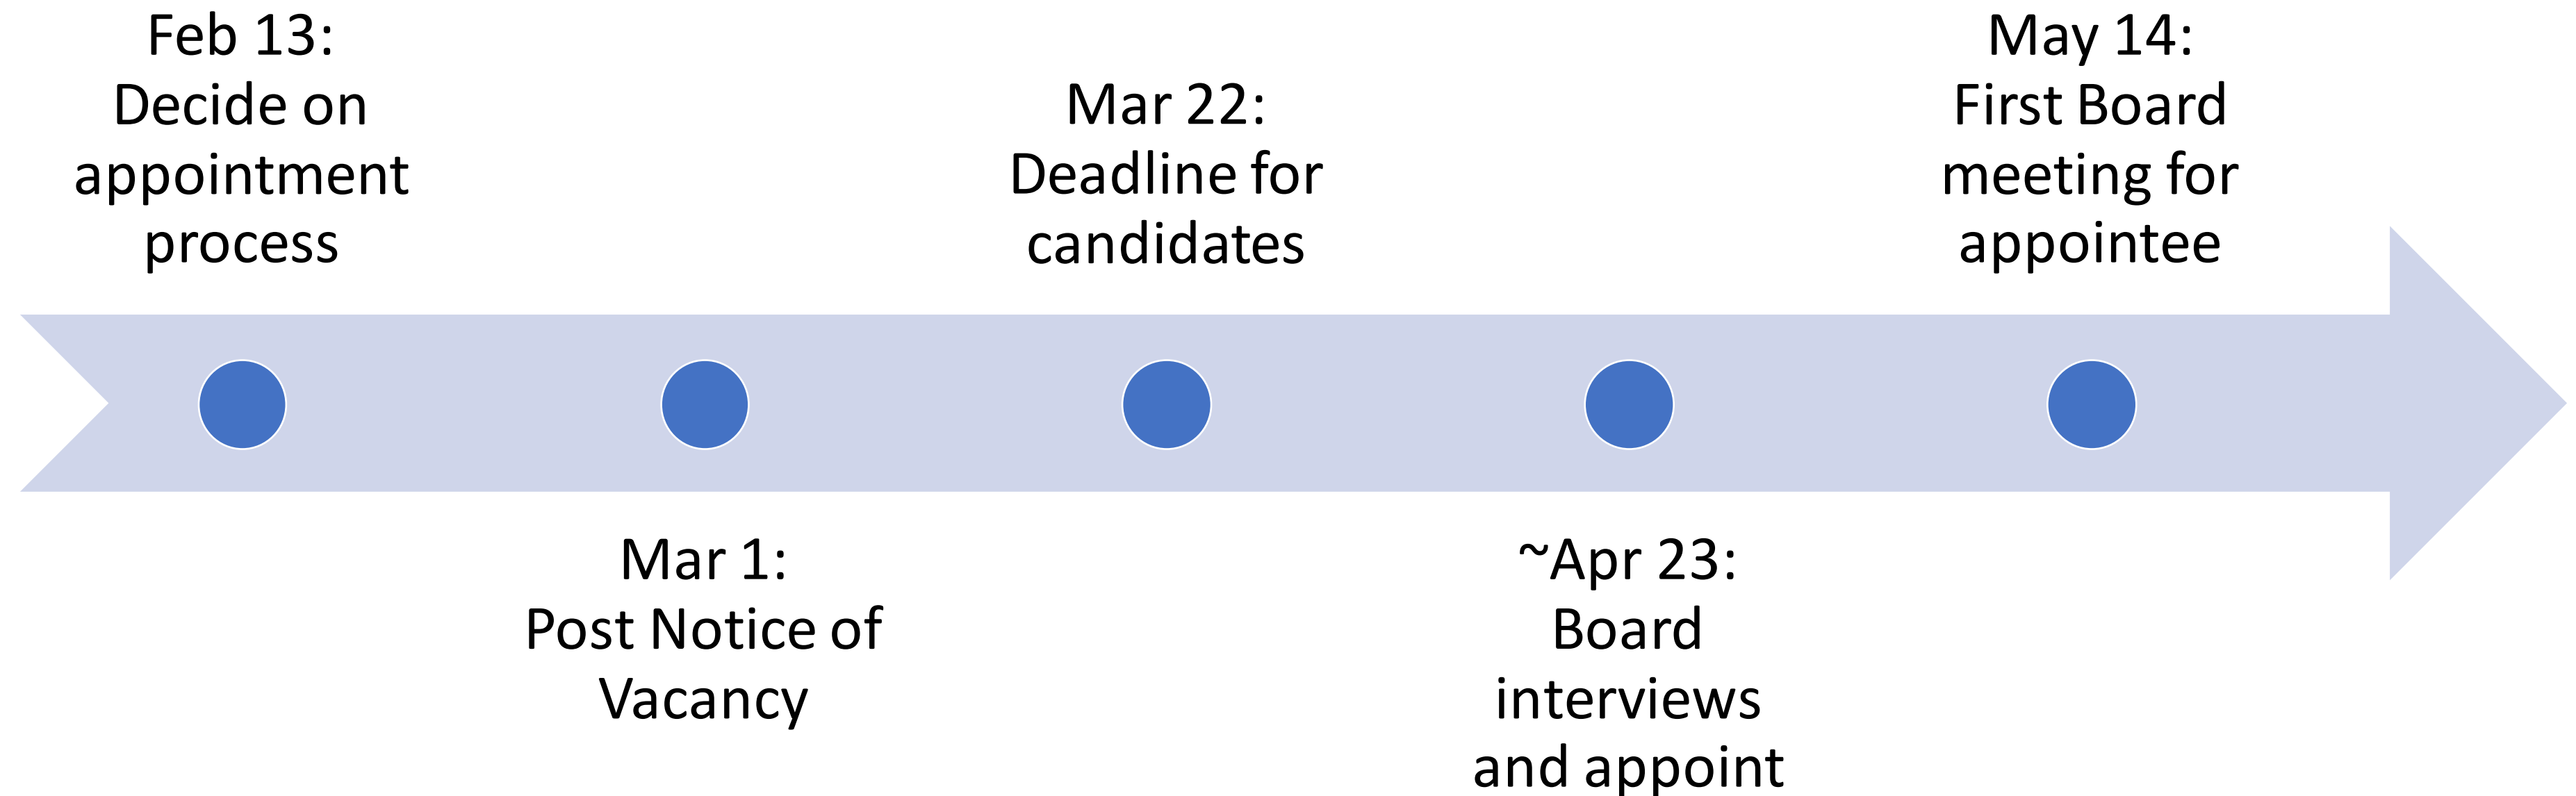 Feb 13:
Decide on
appointment
process
Mar 1:
Post Notice of
Vacancy
Mar 22:
Deadline for
candidates
~Apr 23:
Board
interviews
and appoint
May 14:
First Board
meeting for
appointee